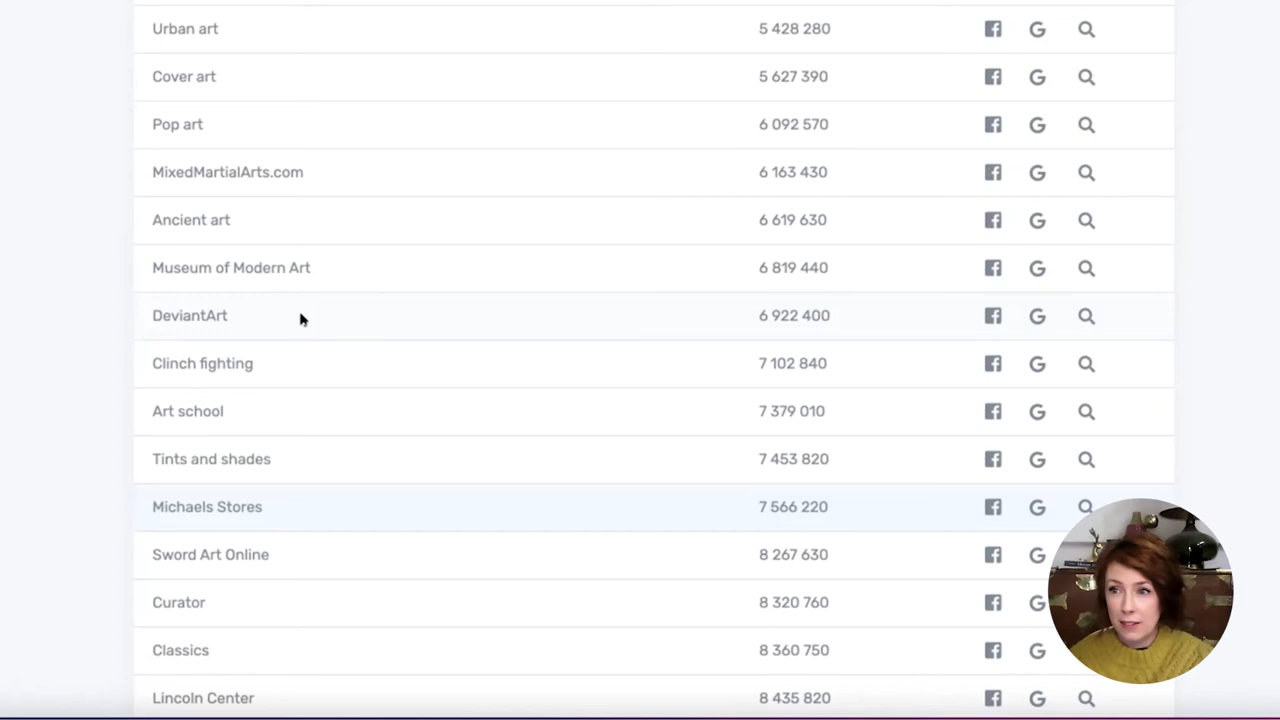 Urban art 5 428 280
Cover art 5 627 390
Pop art 6 092 570
MixedMartialArts.com 6 163 430
Ancient art 6 619 630
Museum of Modern Art 6 819 440
DeviantArt 6 922 400
Clinch fighting 7 102 840
Art school 7 379 010
Tints and shades 7 453 820
Michaels Stores 7 566 220
Sword Art Online 8 267 630
Curator 8 320 760
Classics 8 360 750
Lincoln Center 8 435 820